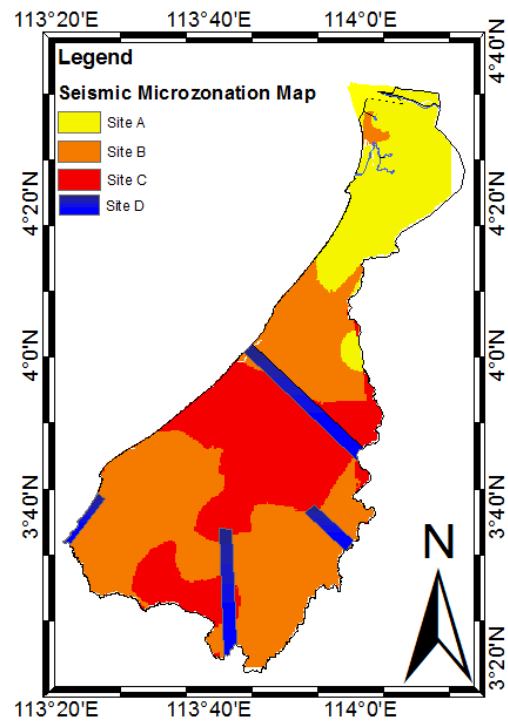 113°20'E 113°40'E 114°0'E
Legend
Seismic Microzonation Map
Site A
Site B
Site C
Site D
4°40'N
4°20'N
4°20'N
4°0'N
4°0'N
3°40'N
3°40'N
N
3°20'N
113°20'E 113°40'E 114°0'E